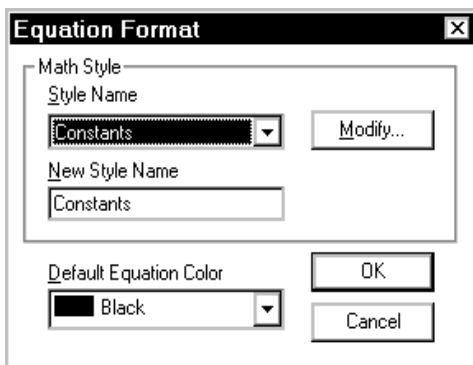 Equation Format
Math Style
Style Name
Constants
Modify...
New Style Name
Constants
Default Equation Color
Black
OK
Cancel